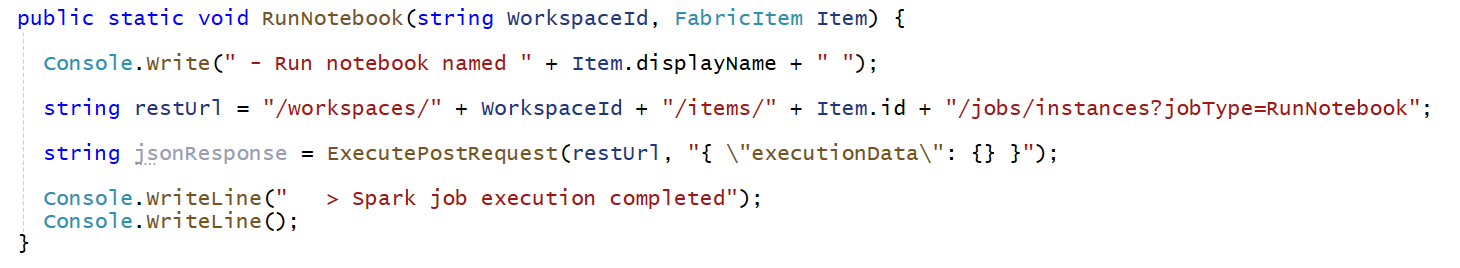 public static void RunNotebook(string WorkspaceId, FabricItem Item) {
Console.Write(" - Run notebook named " + Item.displayName + " ");
string restUrl = "/workspaces/" + WorkspaceId + "/items/" + Item.id + "/jobs/instances?jobType=RunNotebook";
string jsonResponse = ExecutePostRequest(restUrl, "{ \"executionData\": {} }");
Console.WriteLine("   > Spark job execution completed");
Console.WriteLine();
}